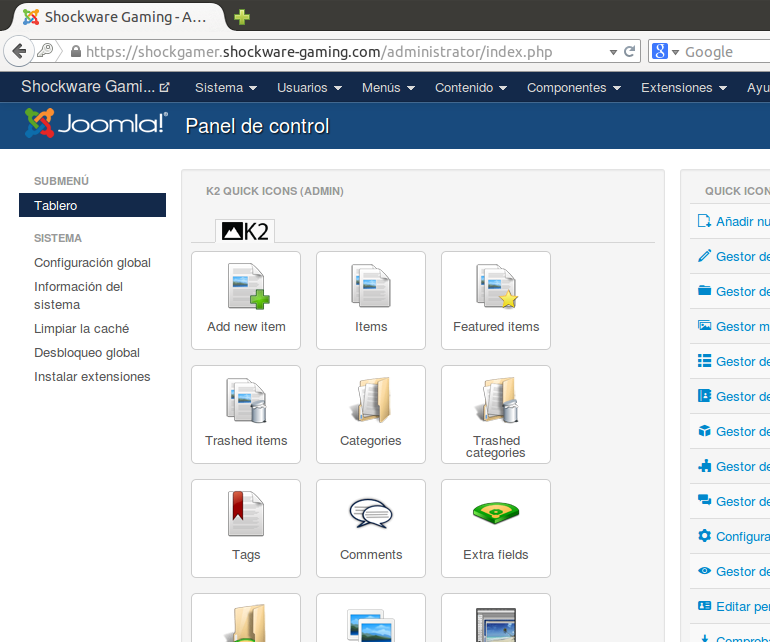 Shockware Gaming - A...
https://shockgamer.shockware-gaming.com/administrator/index.php
8 Google
Shockware Gami... Sistema Usuarios Menús Contenido Componentes Extensiones Ayu
Joomla!® Panel de control
SUBMENÚ
Tablero
SISTEMA
Configuración global
Información del
sistema
Limpiar la caché
Desbloqueo global
Instalar extensiones
K2 QUICK ICONS (ADMIN)
K2
Add new item
Items
Featured items
Trashed items
Categories
Trashed
categories
Tags
Comments
Extra fields
QUICK ICON
Añadir nu
Gestor de
Gestor de
Gestor m
Gestor de
Gestor de
Gestor de
Gestor de
Gestor de
Configura
Gestor de
Editar per
Comprob